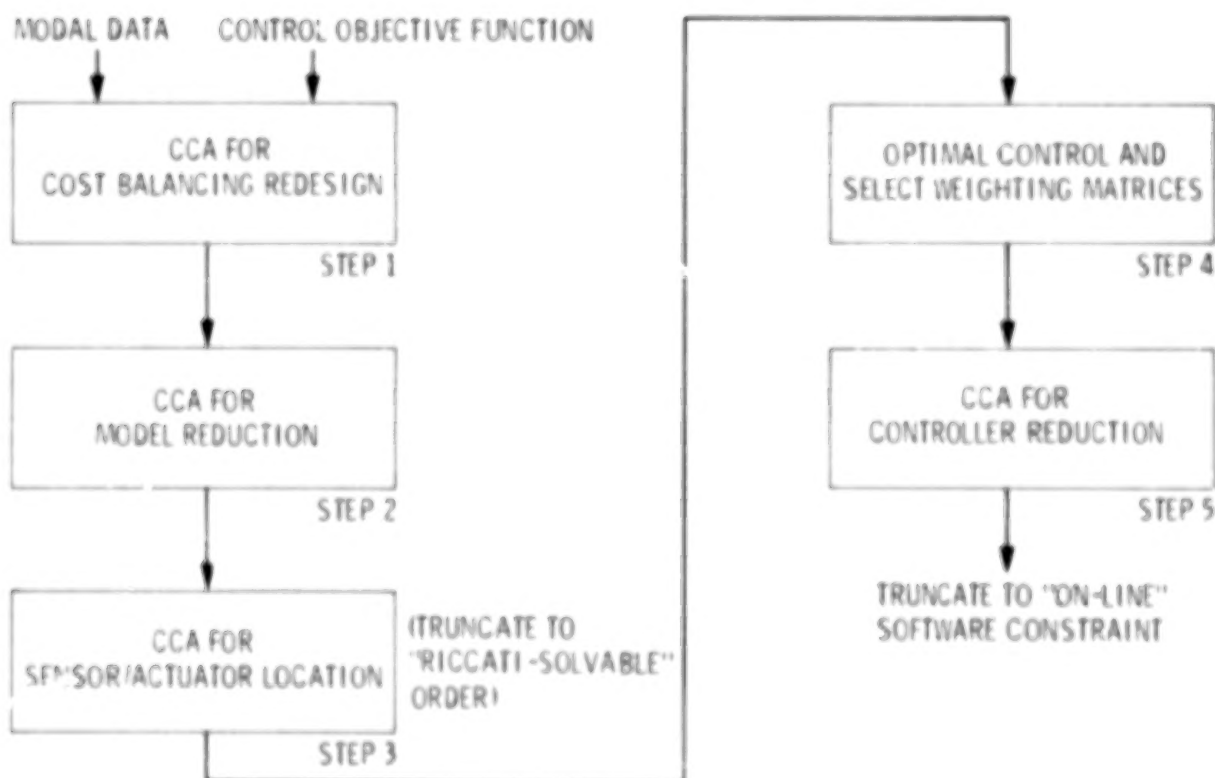 MODAL DATA
CONTROL OBJECTIVE FUNCTION
CCA FOR
COST BALANCING REDESIGN
STEP 1
CCA FOR
MODEL REDUCTION
STEP 2
CCA FOR
SENSOR/ACTUATOR LOCATION
STEP 3
(TRUNCATE TO
"RICCATI-SOLVABLE"
ORDER)
OPTIMAL CONTROL AND
SELECT WEIGHTING MATRICES
STEP 4
CCA FOR
CONTROLLER REDUCTION
STEP 5
TRUNCATE TO "ON-LINE"
SOFTWARE CONSTRAINT